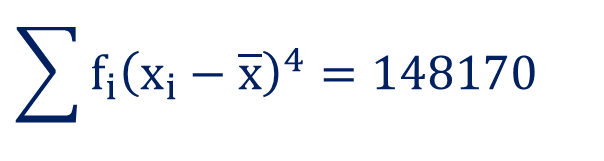 ∑ fᵢ(xᵢ − x̅)⁴ = 148170